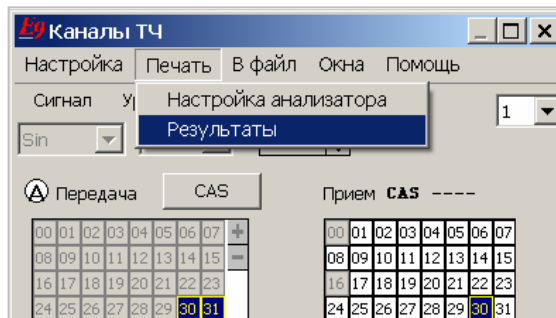 Eg Каналы ТЧ
Настройка Печать В файл Окна Помощь
Сигнал
Настройка анализатора
1
Sin
Результаты
A Передача CAS Прием CAS ----
00 01 02 03 04 05 06 07 + 00 01 02 03 04 05 06 07
08 09 10 11 12 13 14 15 - 08 09 10 11 12 13 14 15
16 17 18 19 20 21 22 23 16 17 18 19 20 21 22 23
24 25 26 27 28 29 30 31 24 25 26 27 28 29 30 31